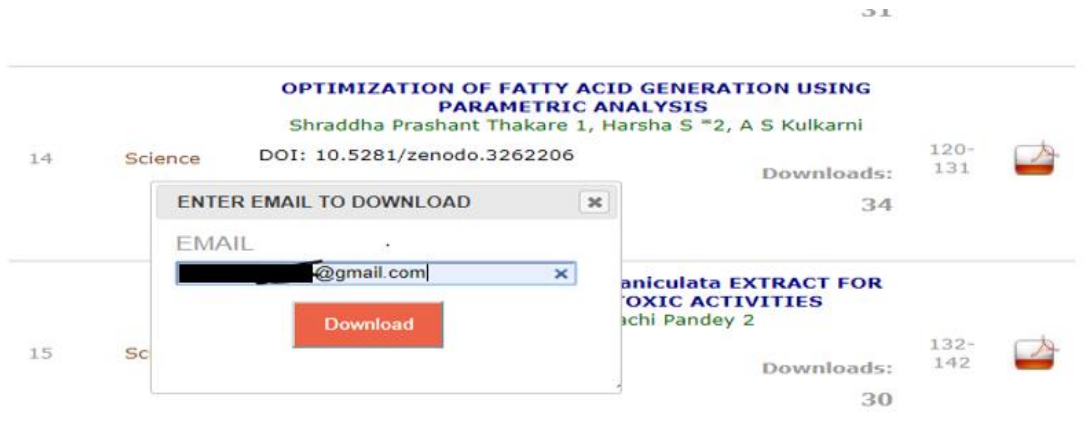 31
OPTIMIZATION OF FATTY ACID GENERATION USING
PARAMETRIC ANALYSIS
Shraddha Prashant Thakare 1, Harsha S *2, A S Kulkarni
14 Science DOI: 10.5281/zenodo.3262206 120-
Downloads: 131
34
ENTER EMAIL TO DOWNLOAD
EMAIL
@gmail.com
Download
aniculata EXTRACT FOR
OXIC ACTIVITIES
achi Pandey 2
15 Sc 132-
Downloads: 142
30